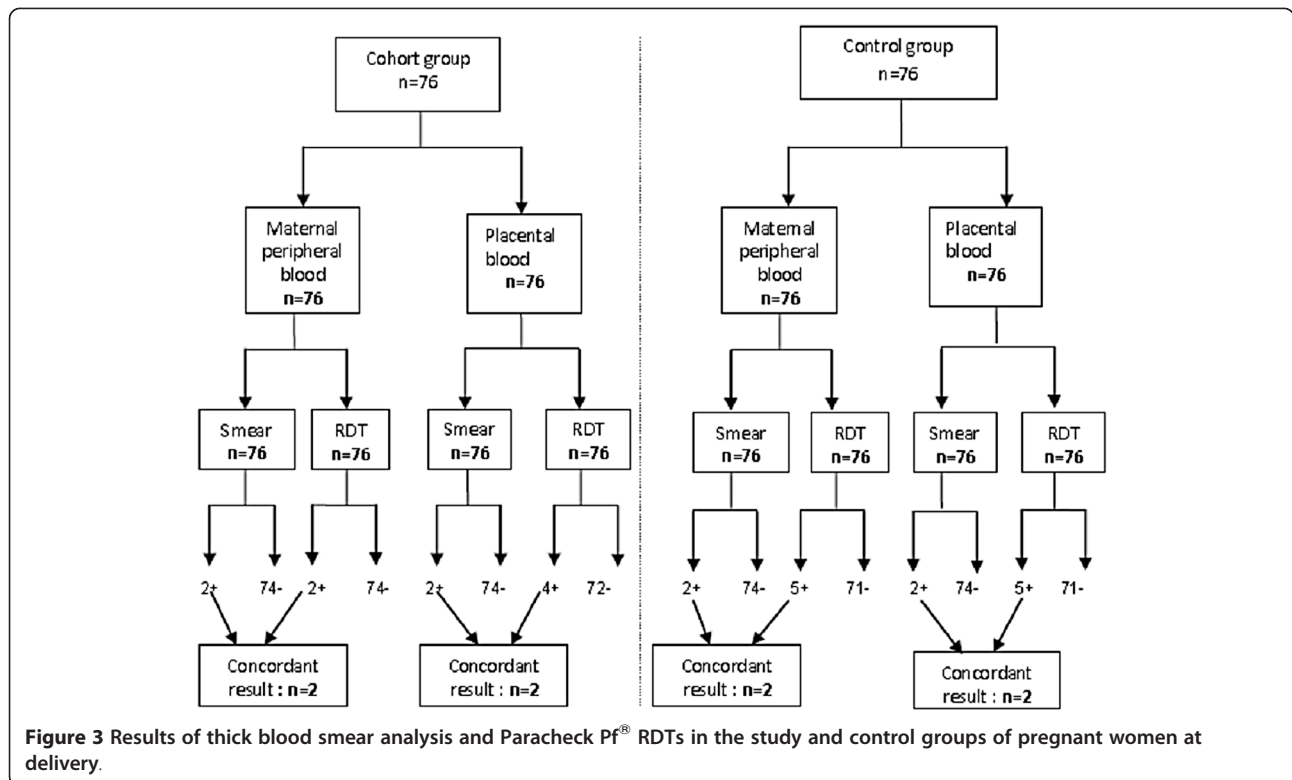 Cohort group
n=76
Control group
n=76
Maternal
peripheral
blood
n=76
Placental
blood
n=76
Maternal
peripheral
blood
n=76
Placental blood
n=76
Smear
n=76
RDT
n=76
Smear
n=76
RDT
n=76
Smear
n=76
RDT
n=76
Smear
n=76
RDT
n=76
2+ 74- 2+ 74- 2+ 74- 4+ 72- 2+ 74- 5+ 71- 2+ 74- 5+ 71-
Concordant
result : n=2
Concordant
result : n=2
Concordant
result : n=2
Concordant
result : n=2
Figure 3 Results of thick blood smear analysis and Paracheck Pf® RDTs in the study and control groups of pregnant women at
delivery.